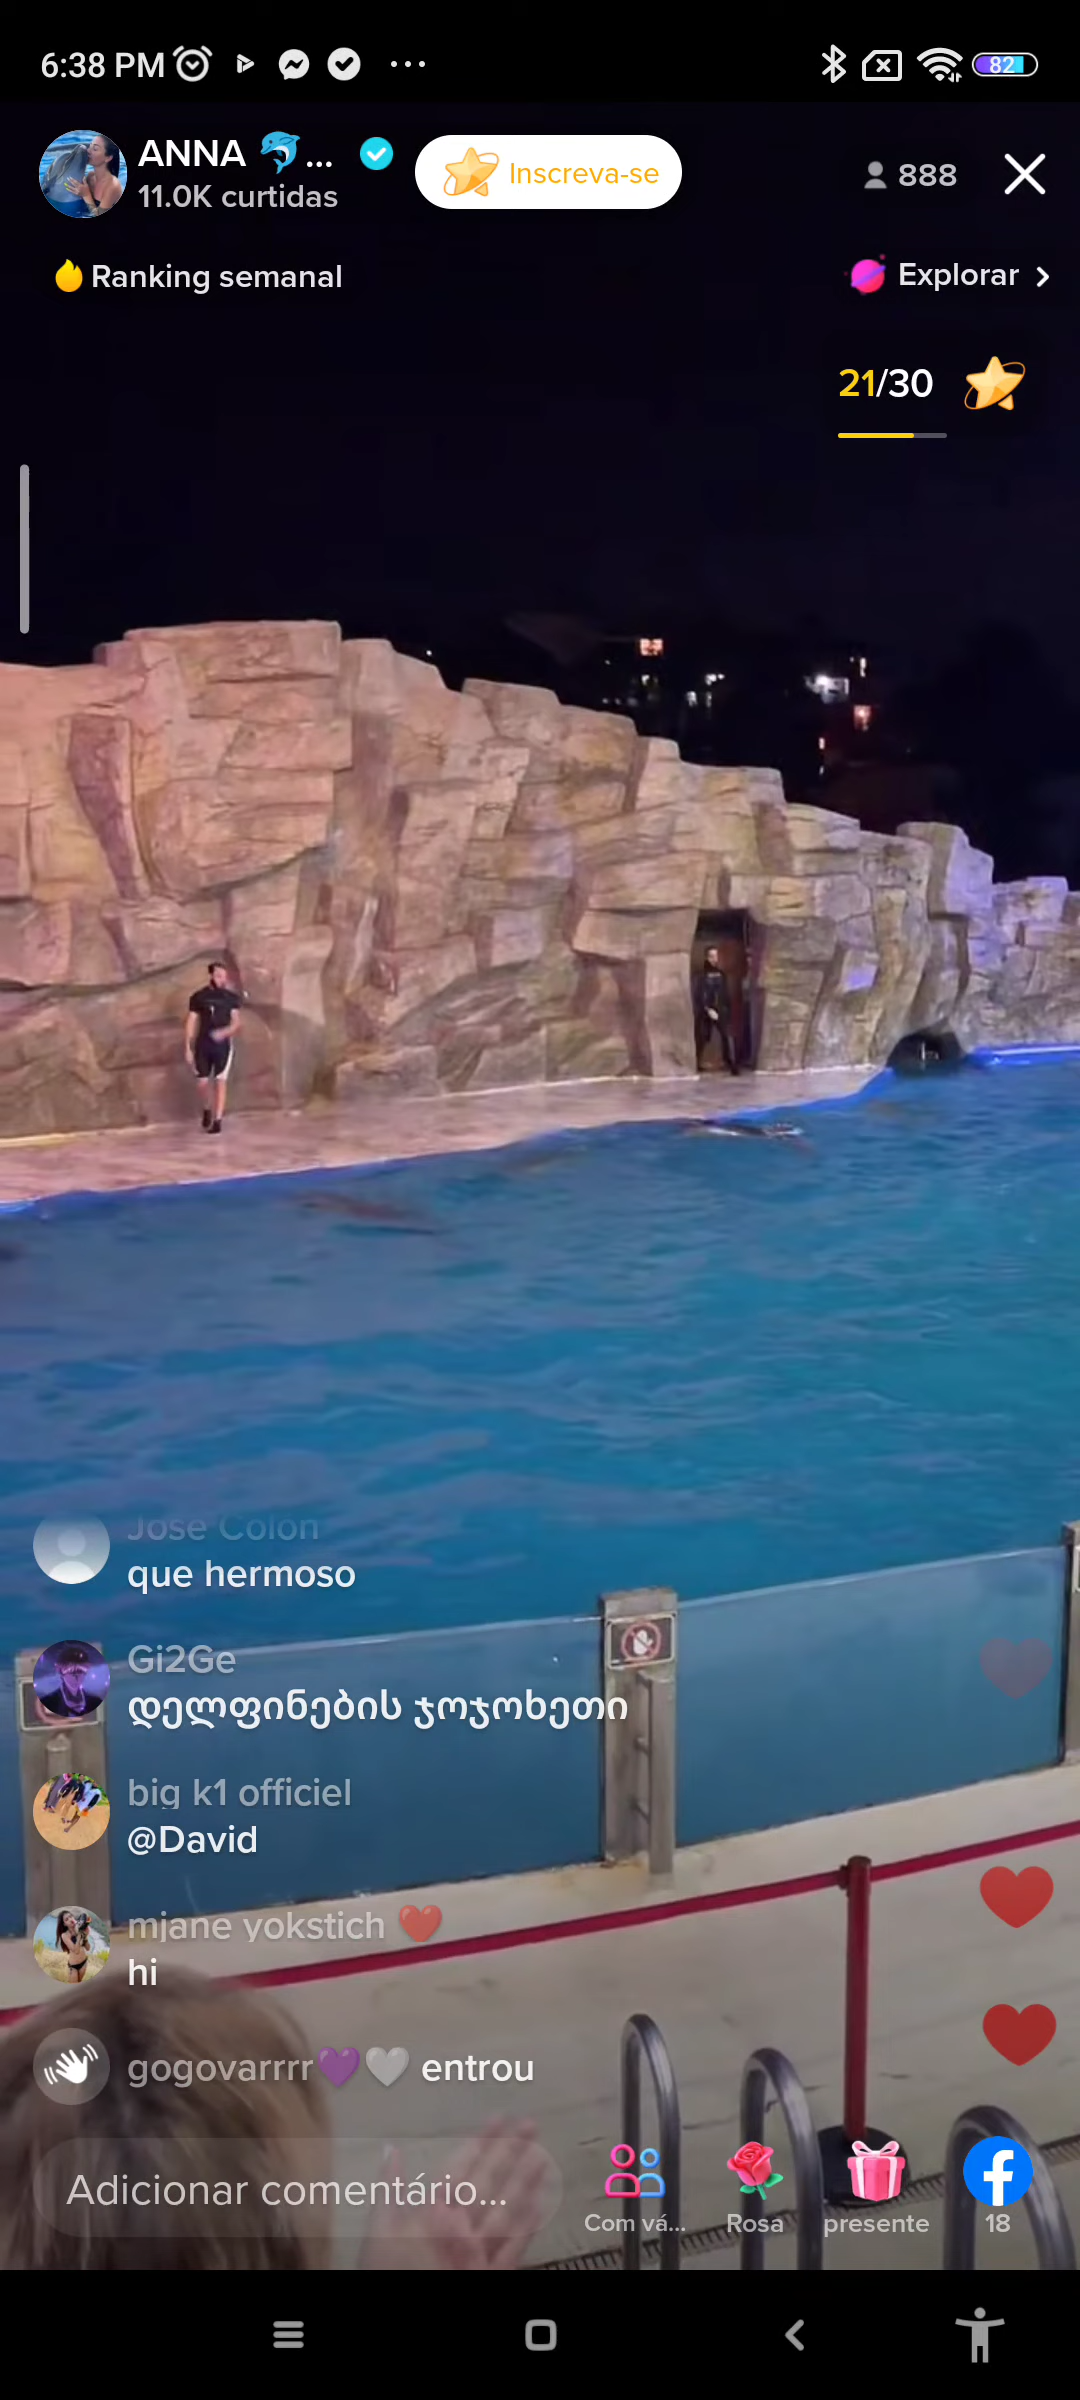 6:38 PM
82
ANNA 🐬...
Inscreva-se
888
11.0K curtidas
Ranking semanal
Explorar
21/30
Jose Colon
que hermoso
Gi2Ge
დელფინების ჯოჯოხეთი
big k1 officiel
@David
mjane yokstich ❤️
hi
gogovarrrr💜🤍 entrou
Adicionar comentário...
Com vá...
Rosa
presente
18